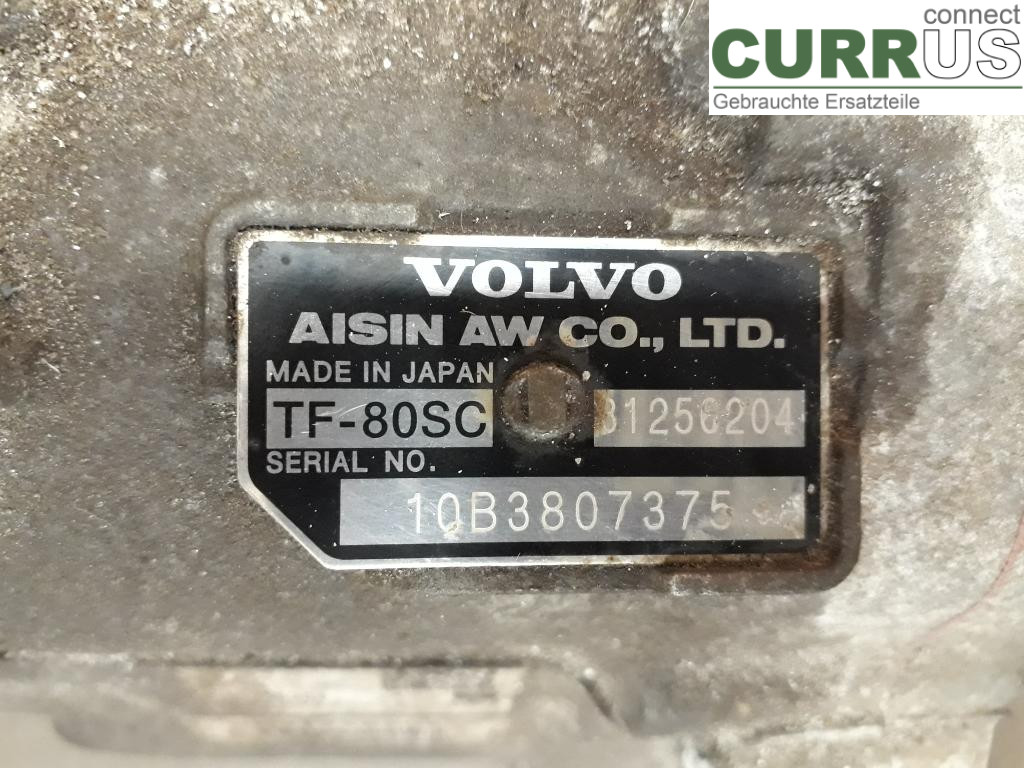 connect
CURRUS
Gebrauchte Ersatzteile
VOLVO
AISIN AW CO., LTD.
MADE IN JAPAN
TF-80SC 31256204
SERIAL NO.
10B3807375